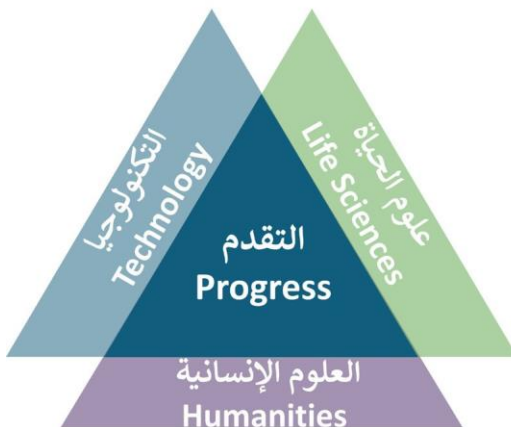 التكنولوجيا
Technology
علوم الحياة
Life Sciences
التقدم
Progress
العلوم الإنسانية
Humanities